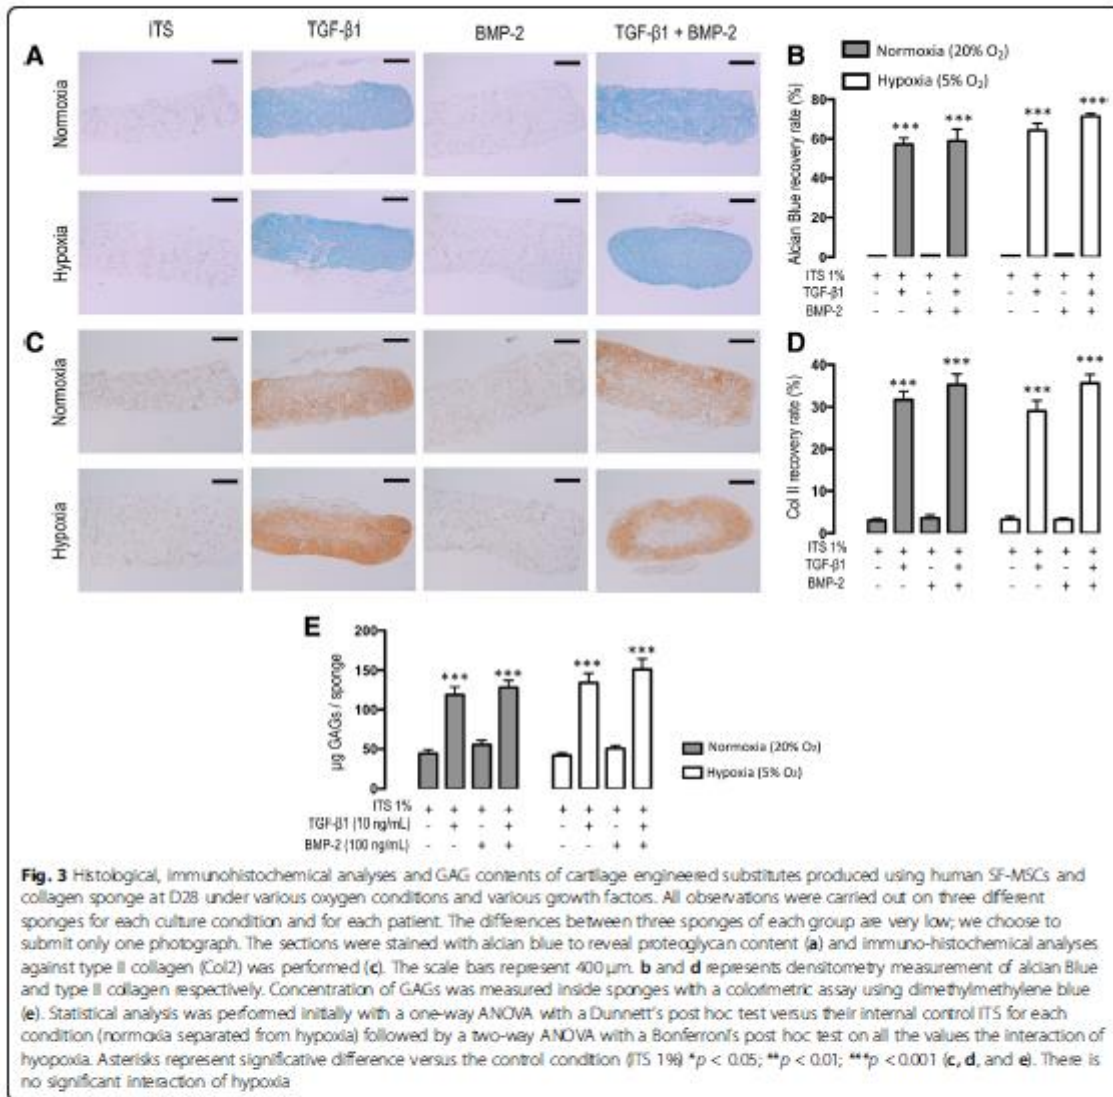 ITS TGF-β1 BMP-2 TGF-β1 + BMP-2
A
Normoxia
Hypoxia
B
Normoxia (20% O2)
Hypoxia (5% O2)
Alcian Blue recovery rate (%)
80
60
40
20
0
*** *** *** ****
ITS 1% + + + + + + + +
TGF-β1 - + - + - + - +
BMP-2 - - + + - - + +
C
Normoxia
Hypoxia
D
Col II recovery rate (%)
40
30
20
10
0
*** *** *** ***
ITS 1% + + + + + + + +
TGF-β1 - + - + - + - +
BMP-2 - - + + - - + +
E
µg GAGs / sponge
200
150
100
50
0
*** *** *** ***
Normoxia (20% O2)
Hypoxia (5% O2)
ITS 1% + + + + + + + +
TGF-β1 (10 ng/mL) - + - + - + - +
BMP-2 (100 ng/mL) - - + + - - + +
Fig. 3 Histological, immunohistochemical analyses and GAG contents of cartilage engineered substitutes produced using human SF-MSCs and
collagen sponge at D28 under various oxygen conditions and various growth factors. All observations were carried out on three different
sponges for each culture condition and for each patient. The differences between three sponges of each group are very low; we choose to
submit only one photograph. The sections were stained with alcian blue to reveal proteoglycan content (a) and immuno-histochemical analyses
against type II collagen (Col2) was performed (c). The scale bars represent 400 µm. b and d represents densitometry measurement of alcian Blue
and type II collagen respectively. Concentration of GAGs was measured inside sponges with a colorimetric assay using dimethylmethylene blue
(e). Statistical analysis was performed initially with a one-way ANOVA with a Dunnett's post hoc test versus their internal control ITS for each
condition (normoxia separated from hypoxia) followed by a two-way ANOVA with a Bonferroni's post hoc test on all the values the interaction of
hyopoxia. Asterisks represent significative difference versus the control condition (ITS 1%) *p < 0.05; **p < 0.01; ***p < 0.001 (c, d, and e). There is
no significant interaction of hypoxia